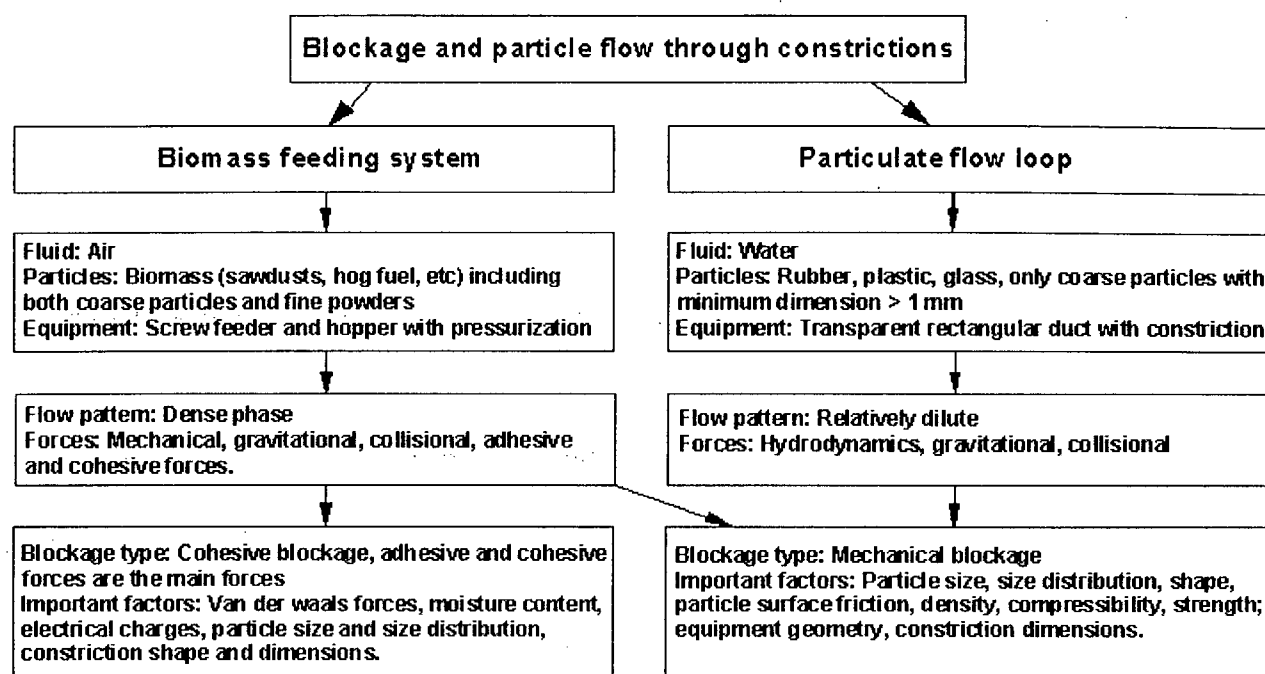 Blockage and particle flow through constrictions
Biomass feeding system
Particulate flow loop
Fluid: Air
Particles: Biomass (sawdusts, hog fuel, etc) including
both coarse particles and fine powders
Equipment: Screw feeder and hopper with pressurization
Fluid: Water
Particles: Rubber, plastic, glass, only coarse particles with
minimum dimension > 1 mm
Equipment: Transparent rectangular duct with constriction
Flow pattern: Dense phase
Forces: Mechanical, gravitational, collisional, adhesive
and cohesive forces.
Flow pattern: Relatively dilute
Forces: Hydrodynamics, gravitational, collisional
Blockage type: Cohesive blockage, adhesive and cohesive
forces are the main forces
Important factors: Van der waals forces, moisture content,
electrical charges, particle size and size distribution,
constriction shape and dimensions.
Blockage type: Mechanical blockage
Important factors: Particle size, size distribution, shape,
particle surface friction, density, compressibility, strength;
equipment geometry, constriction dimensions.